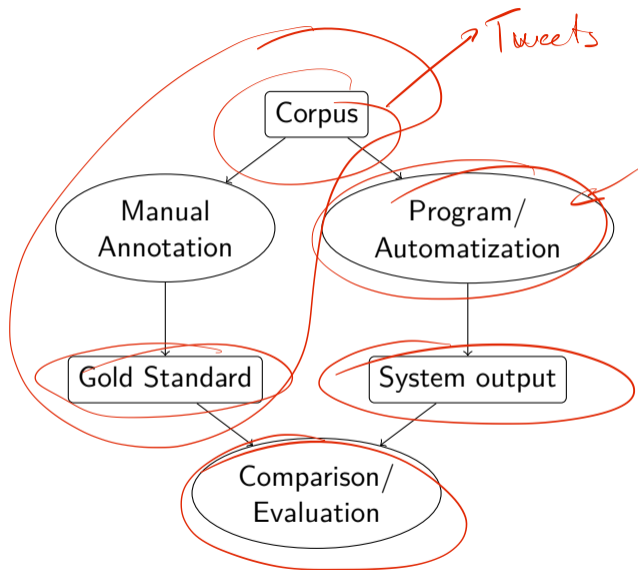 Tweets
Corpus
Manual
Annotation
Program/
Automatization
Gold Standard
System output
Comparison/
Evaluation